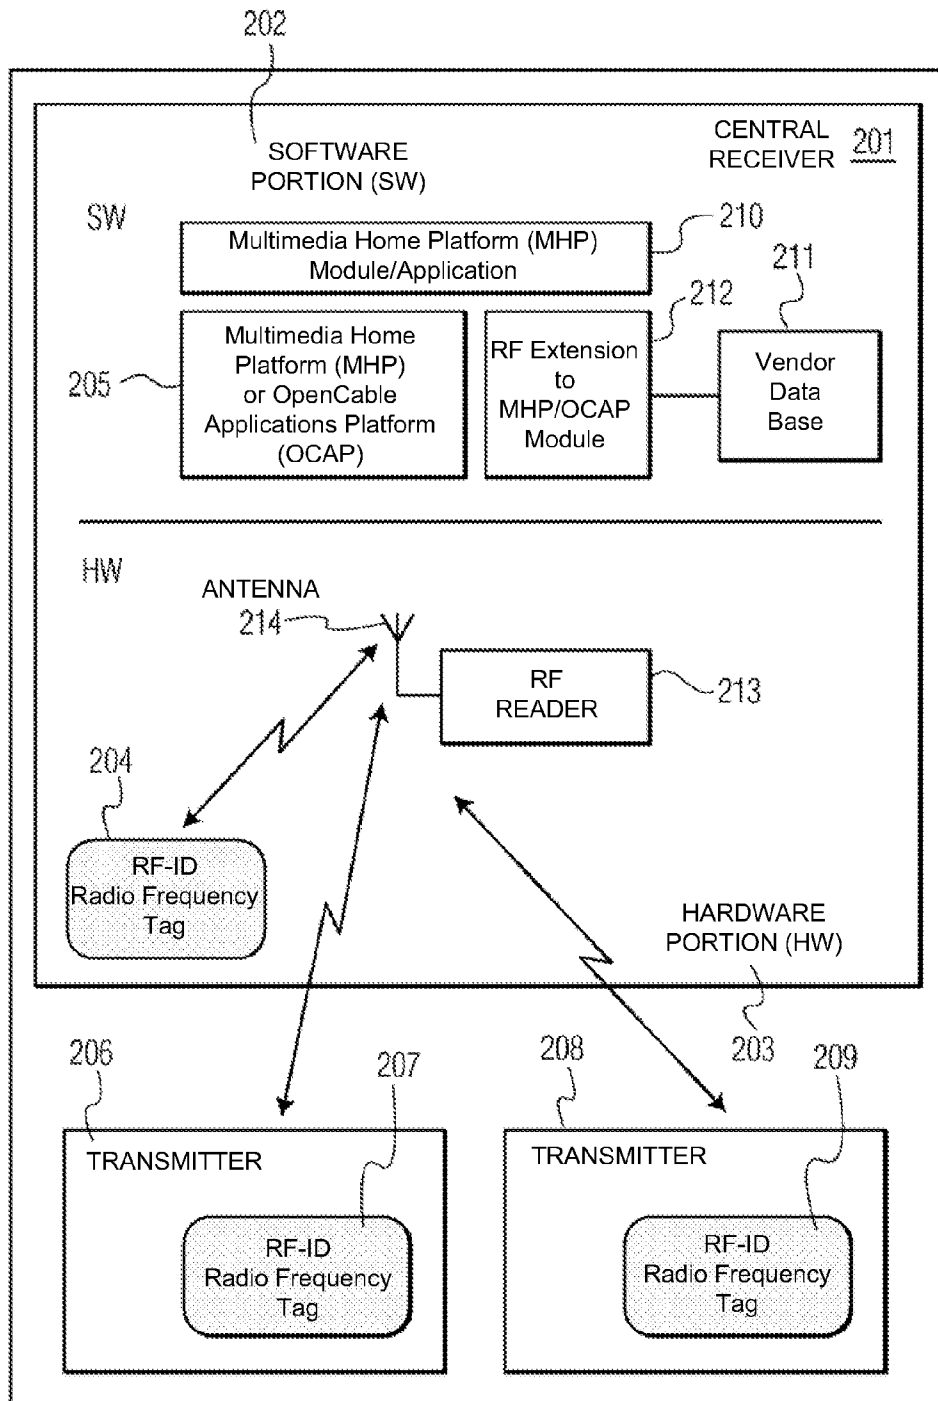 202
SOFTWARE
PORTION (SW)
CENTRAL
RECEIVER 201
SW
Multimedia Home Platform (MHP)
Module/Application
210
Multimedia Home
Platform (MHP)
or OpenCable
Applications Platform
(OCAP)
205
RF Extension
to
MHP/OCAP
Module
212
211
Vendor
Data
Base
HW
ANTENNA
214
RF
READER
213
204
RF-ID
Radio Frequency
Tag
HARDWARE
PORTION (HW)
203
206
TRANSMITTER
207
RF-ID
Radio Frequency
Tag
208
TRANSMITTER
209
RF-ID
Radio Frequency
Tag